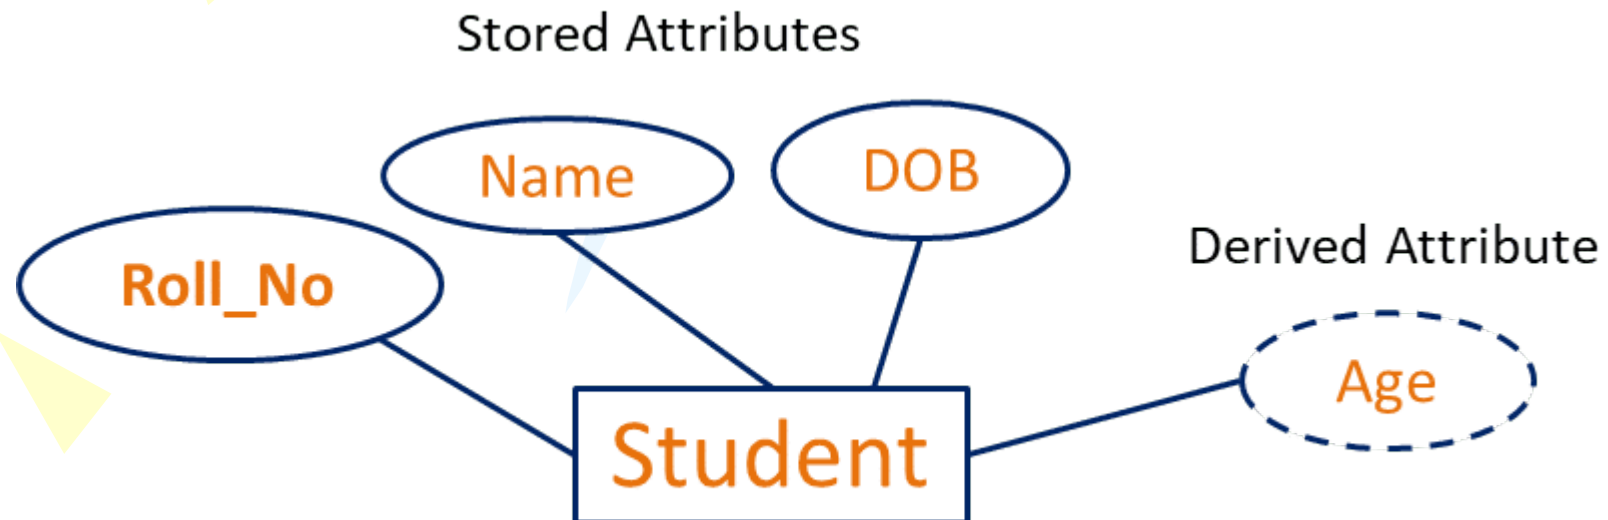 Stored Attributes
Name
DOB
Roll_No
Derived Attribute
Age
Student